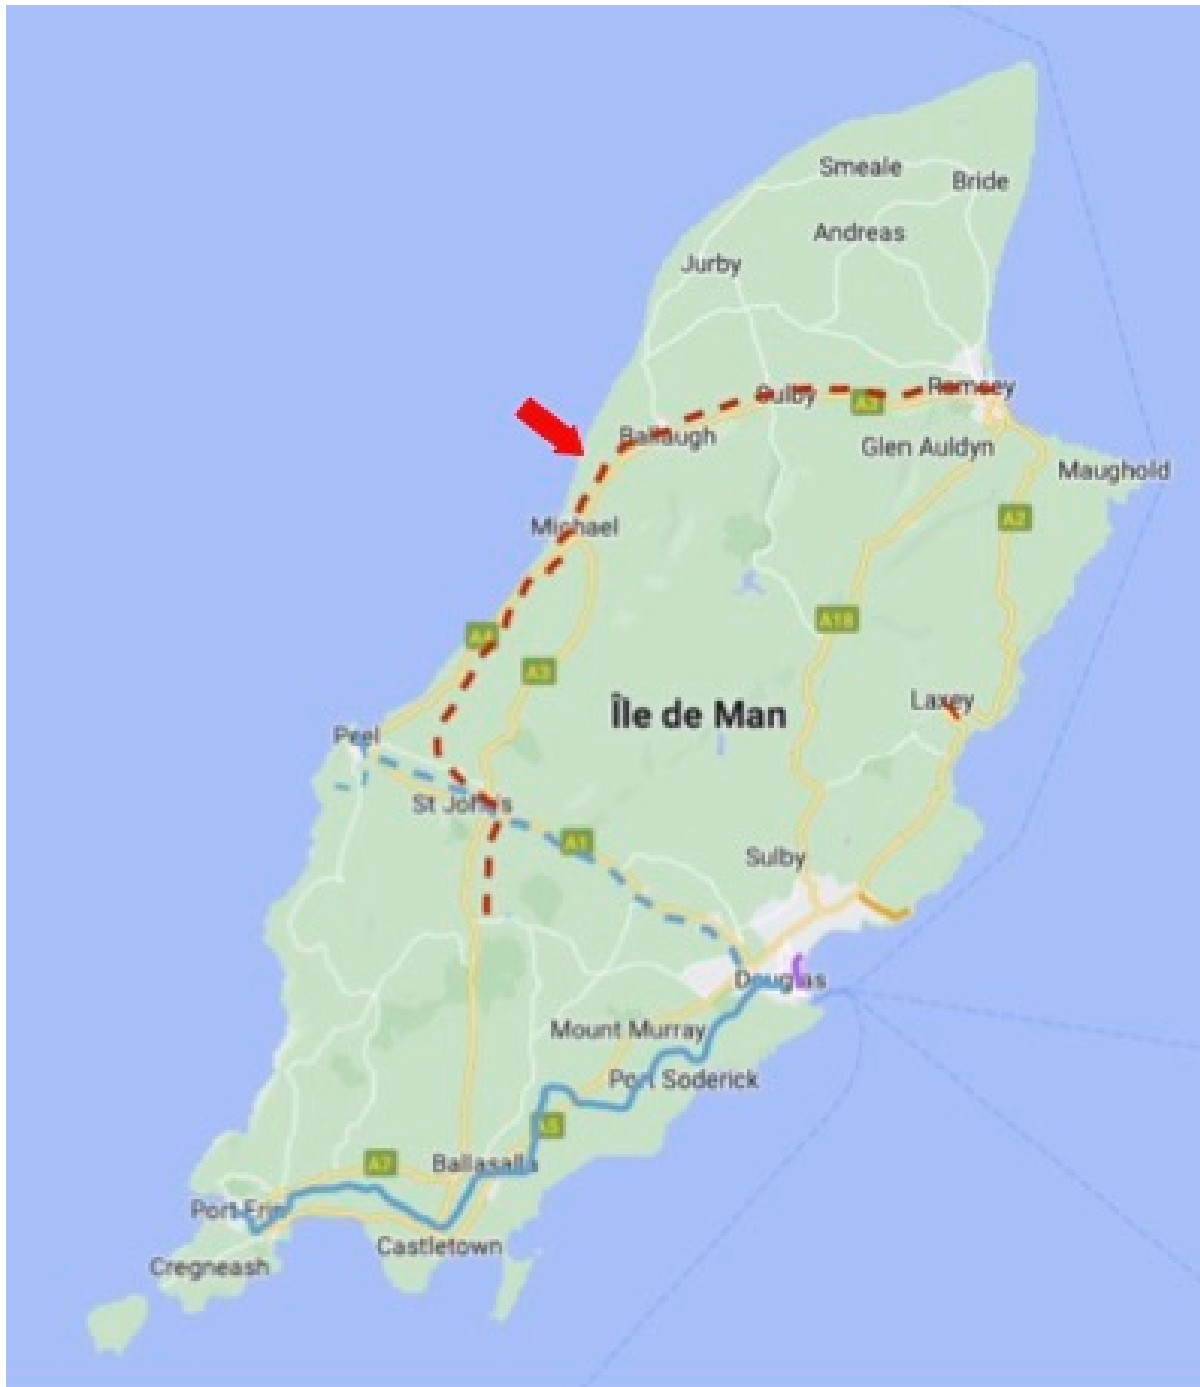 Smeale
Bride
Andreas
Jurby
Ramsey
Sulby
A3
Ballaugh
Glen Auldyn
Maughold
A2
Michael
A18
A4
A3
Laxey
Île de Man
Peel
St John's
A1
Sulby
Douglas
Mount Murray
Port Soderick
A5
A7
Ballasalla
Port Erin
Castletown
Cregneash